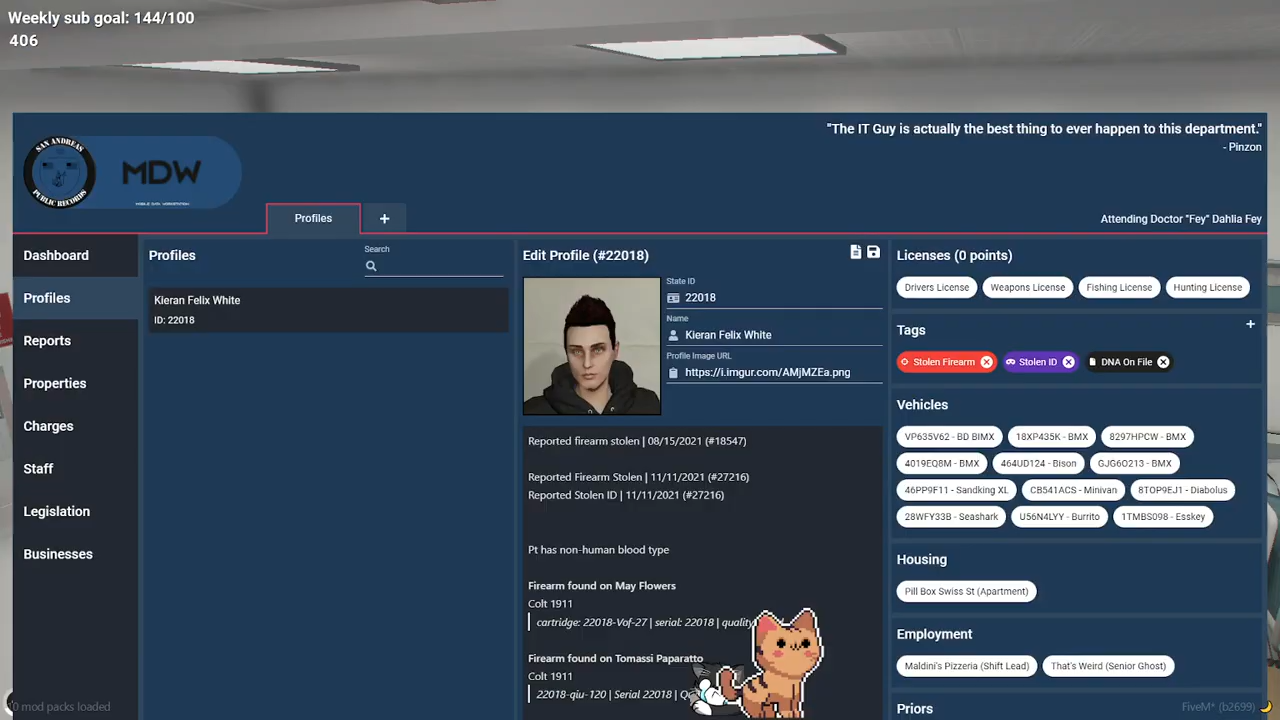 Weekly sub goal: 144/100
406
SAN ANDREAS
PUBLIC RECORDS
MDW
MOBILE DATA WORKSTATION
"The IT Guy is actually the best thing to ever happen to this department."
- Pinzon
Profiles
+
Attending Doctor "Fey" Dahlia Fey
Dashboard
Profiles
Reports
Properties
Charges
Staff
Legislation
Businesses
Profiles
Search
Kieran Felix White
ID: 22018
Edit Profile (#22018)
State ID
22018
Name
Kieran Felix White
Profile Image URL
https://i.imgur.com/AMjMZEa.png
Reported firearm stolen | 08/15/2021 (#18547)
Reported Firearm Stolen | 11/11/2021 (#27216)
Reported Stolen ID | 11/11/2021 (#27216)
Pt has non-human blood type
Firearm found on May Flowers
Colt 1911
cartridge: 22018-Vof-27 | serial: 22018 | quality
Firearm found on Tomassi Paparatto
Colt 1911
22018-qiu-120 | Serial 22018 |
Licenses (0 points)
Drivers License Weapons License Fishing License Hunting License
Tags +
Stolen Firearm Stolen ID DNA On File
Vehicles
VP635V62 - BD BIMX 18XP435K - BMX 8297HPCW - BMX
4019EQ8M - BMX 464UD124 - Bison GJG6O213 - BMX
46PP9F11 - Sandking XL CB541ACS - Minivan 8TOP9EJ1 - Diabolus
28WFY33B - Seashark U56N4LYY - Burrito 1TMBS098 - Esskey
Housing
Pill Box Swiss St (Apartment)
Employment
Maldini's Pizzeria (Shift Lead) That's Weird (Senior Ghost)
Priors
0 mod packs loaded
FiveM* (b2699)